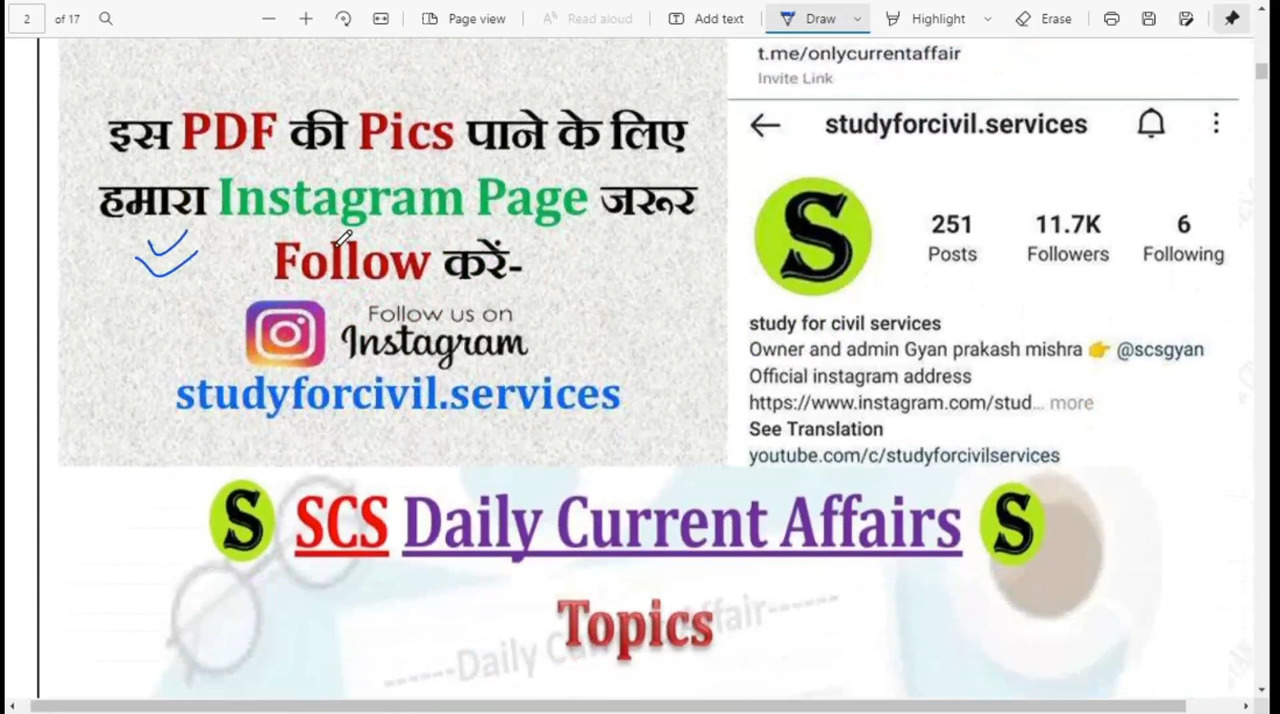 2 of 17 Page view Read aloud Add text Draw Highlight Erase
t.me/onlycurrentaffair
Invite Link
इस PDF की Pics पाने के लिए
हमारा Instagram Page जरूर
Follow करें-
Follow us on
Instagram
studyforcivil.services
studyforcivil.services
S
251 11.7K 6
Posts Followers Following
study for civil services
Owner and admin Gyan prakash mishra 👉 @scsgyan
Official instagram address
https://www.instagram.com/stud... more
See Translation
youtube.com/c/studyforcivilservices
S SCS Daily Current Affairs S
Topics
------Daily Current Affair------